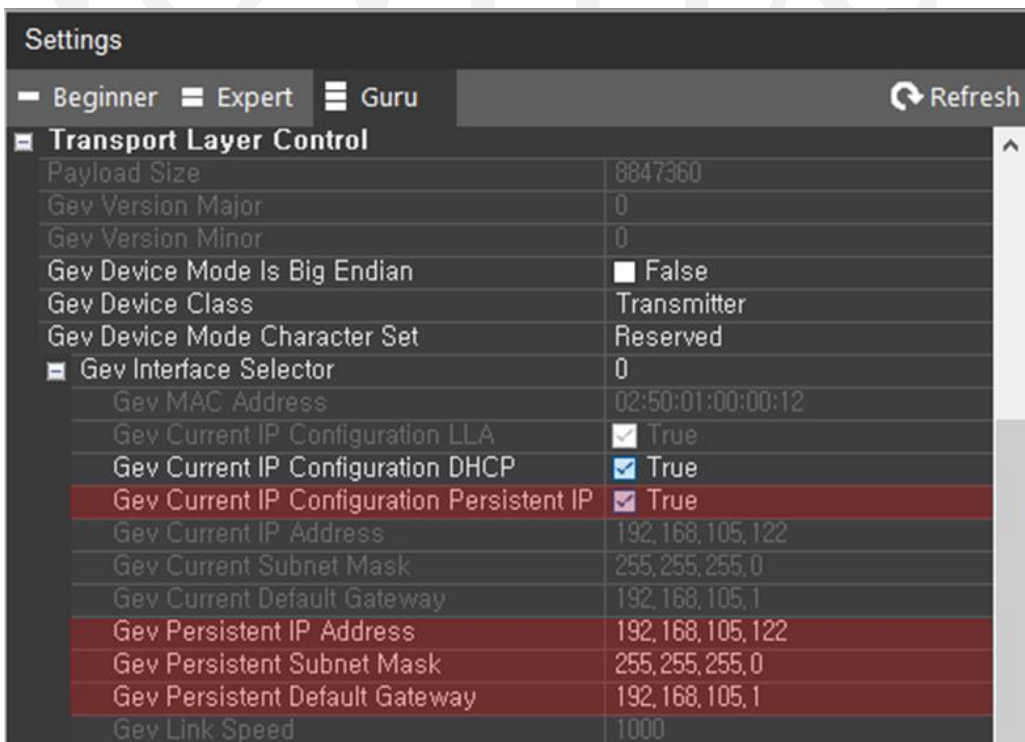 Settings
Beginner Expert Guru Refresh
Transport Layer Control
Payload Size 8847360
Gev Version Major 0
Gev Version Minor 0
Gev Device Mode Is Big Endian False
Gev Device Class Transmitter
Gev Device Mode Character Set Reserved
Gev Interface Selector 0
Gev MAC Address 02:50:01:00:00:12
Gev Current IP Configuration LLA True
Gev Current IP Configuration DHCP True
Gev Current IP Configuration Persistent IP True
Gev Current IP Address 192,168,105,122
Gev Current Subnet Mask 255,255,255,0
Gev Current Default Gateway 192,168,105,1
Gev Persistent IP Address 192,168,105,122
Gev Persistent Subnet Mask 255,255,255,0
Gev Persistent Default Gateway 192,168,105,1
Gev Link Speed 1000